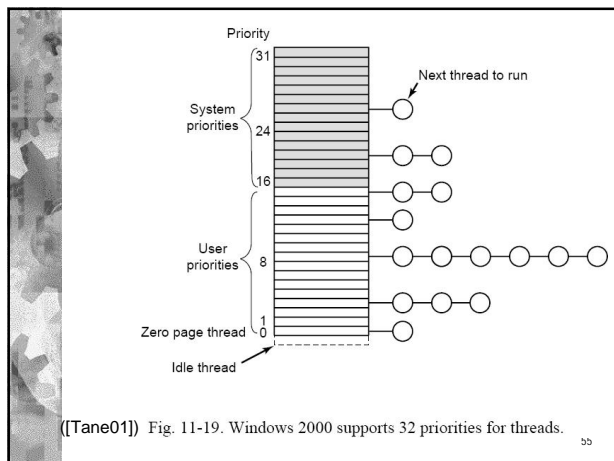 Priority
31
Next thread to run
System
priorities
24
16
User
priorities
8
1
Zero page thread
0
Idle thread
([Tane01]) Fig. 11-19. Windows 2000 supports 32 priorities for threads.
55